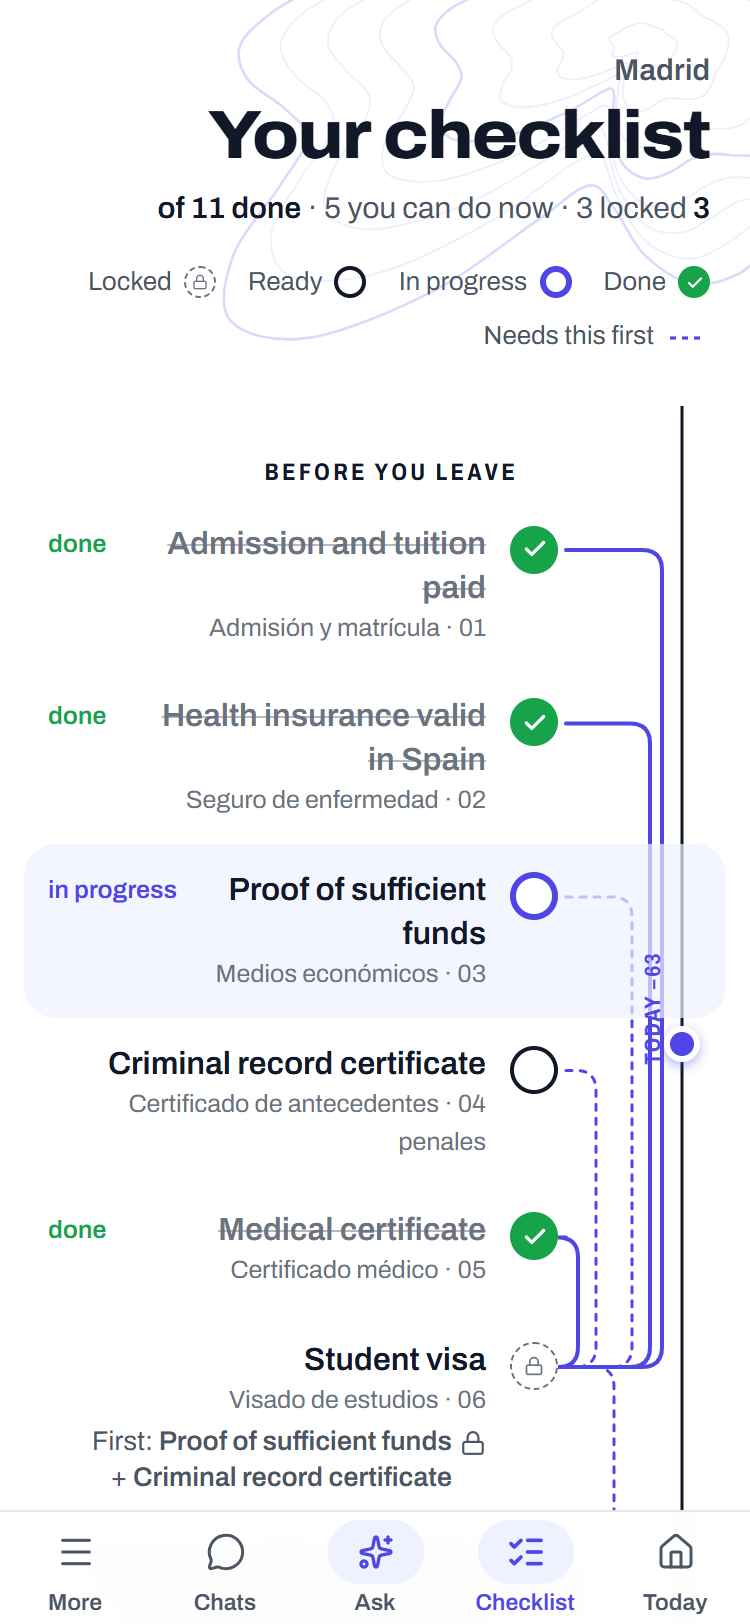 Madrid
Your checklist
of 11 done · 5 you can do now · 3 locked 3
Locked Ready In progress Done
Needs this first
BEFORE YOU LEAVE
done
Admission and tuition
paid
Admisión y matrícula · 01
done
Health insurance valid
in Spain
Seguro de enfermedad · 02
in progress
Proof of sufficient
funds
Medios económicos · 03
TODAY −63
Criminal record certificate
Certificado de antecedentes · 04
penales
done
Medical certificate
Certificado médico · 05
Student visa
Visado de estudios · 06
First: Proof of sufficient funds
+ Criminal record certificate
More Chats Ask Checklist Today